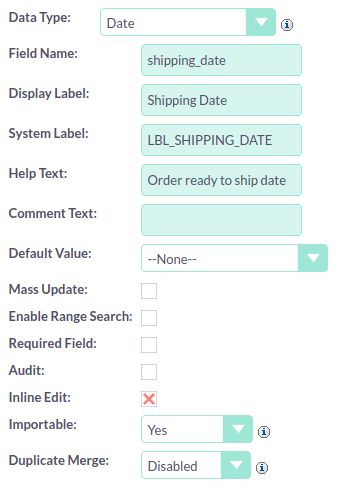 Data Type: Date
Field Name: shipping_date
Display Label: Shipping Date
System Label: LBL_SHIPPING_DATE
Help Text: Order ready to ship date
Comment Text:
Default Value: --None--
Mass Update:
Enable Range Search:
Required Field:
Audit:
Inline Edit:
Importable: Yes
Duplicate Merge: Disabled